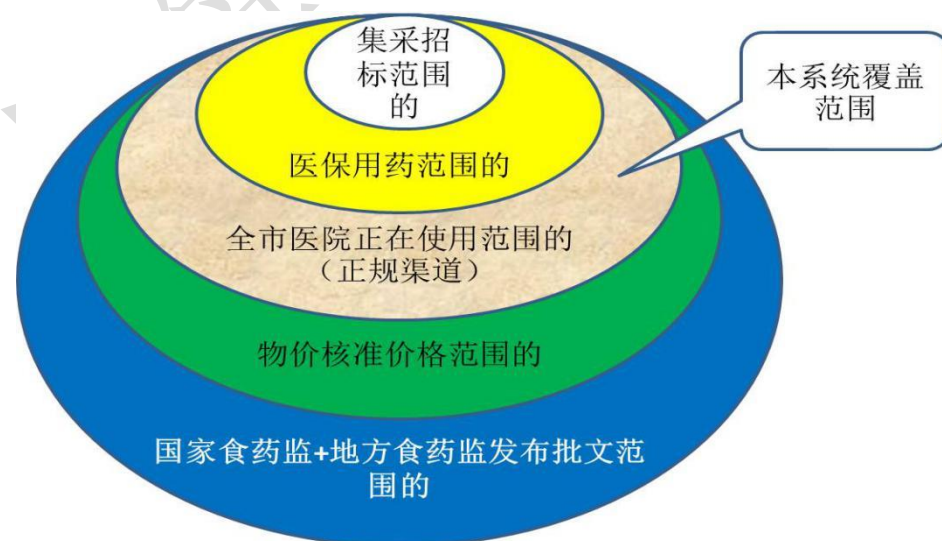 集采招
标范围
的
本系统覆盖
范围
医保用药范围的
全市医院正在使用范围的
（正规渠道）
物价核准价格范围的
国家食药监+地方食药监发布批文范
围的